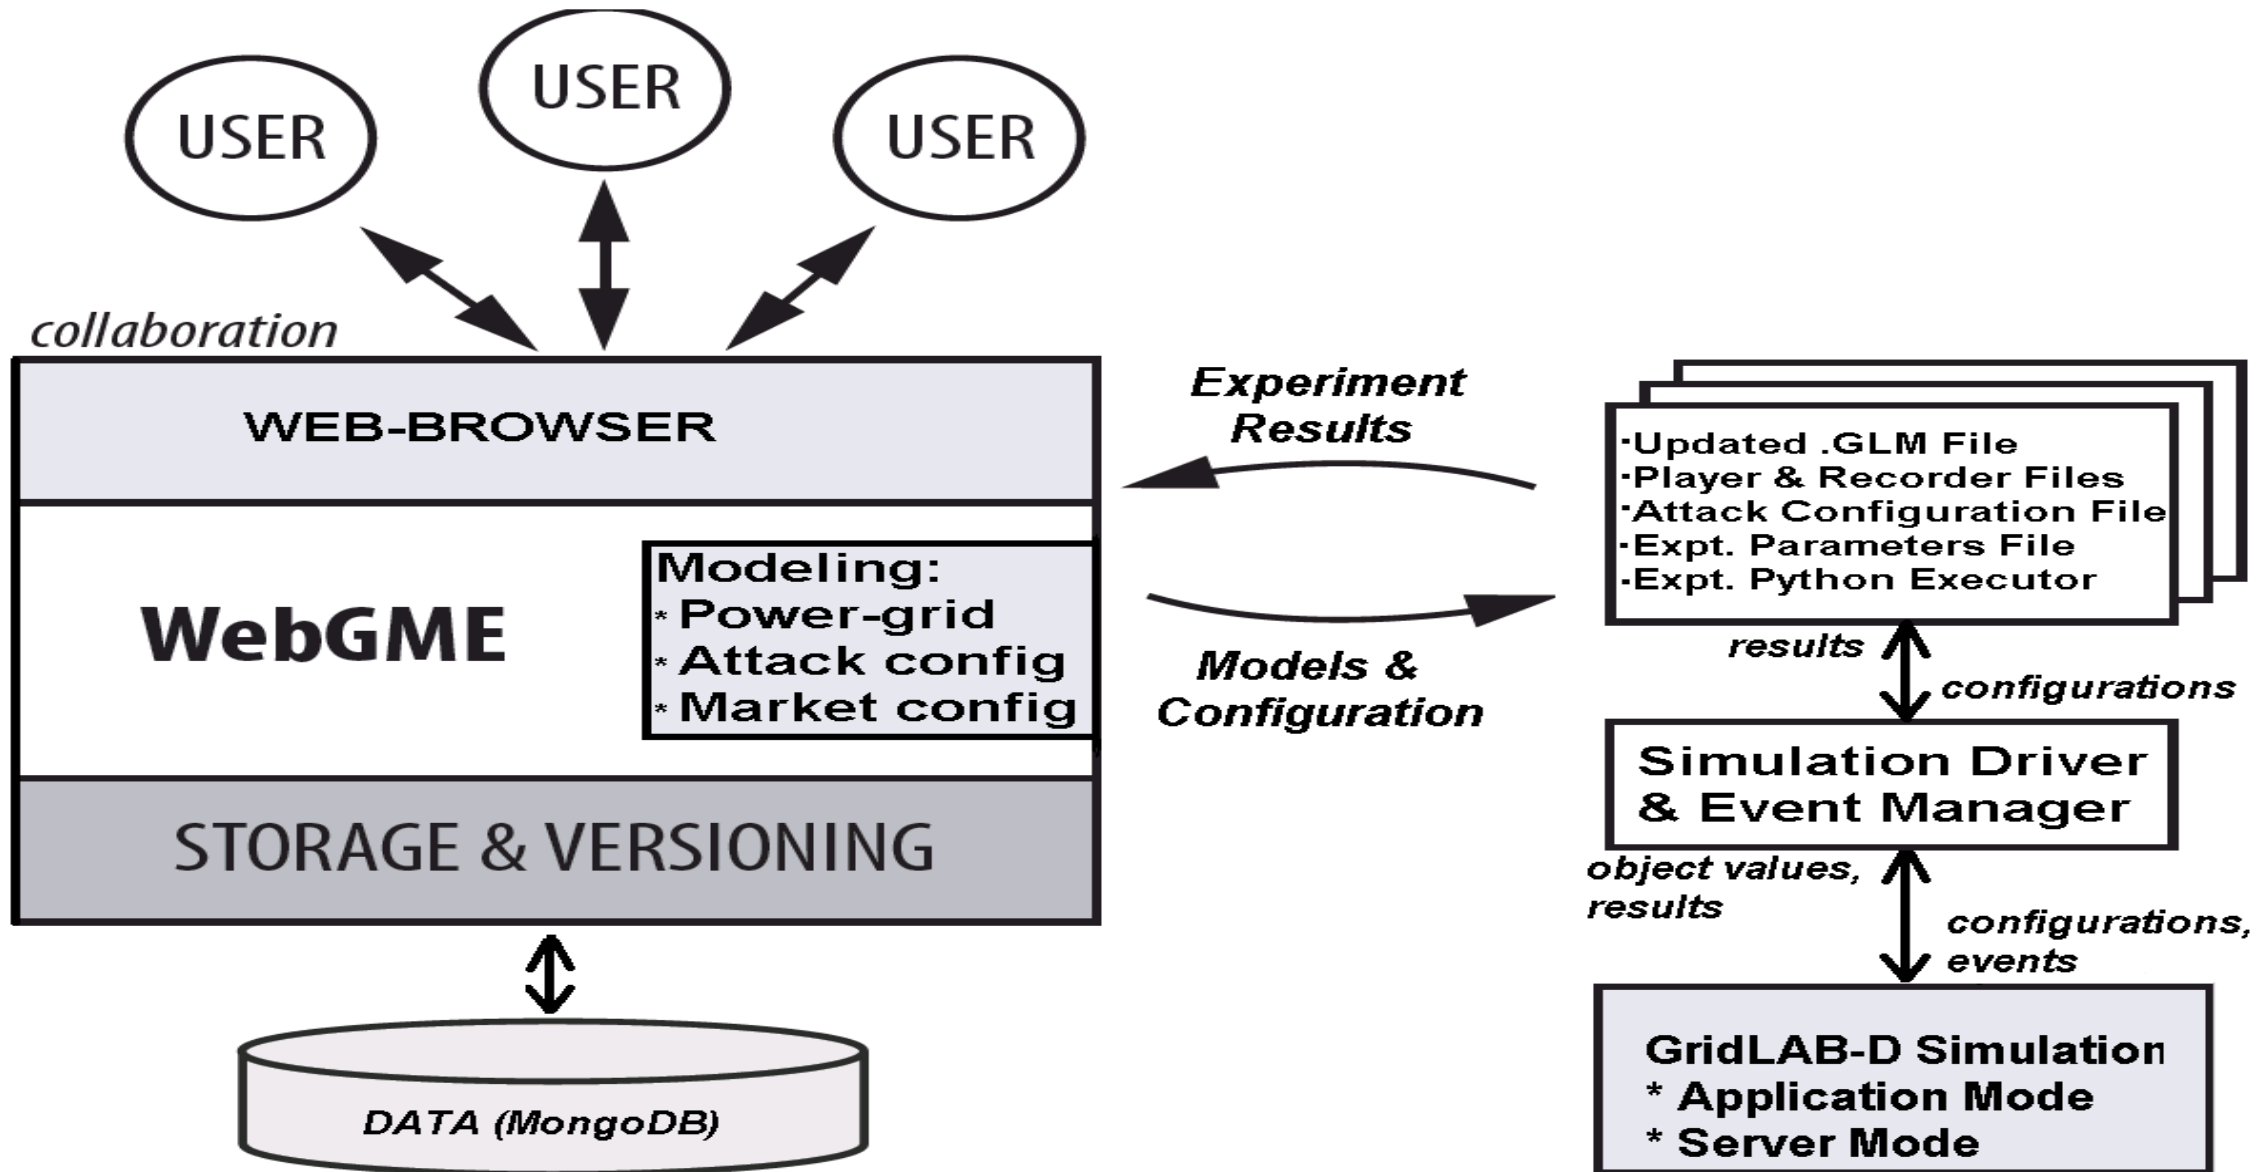 USER
USER
USER
collaboration
WEB-BROWSER
WebGME
Modeling:
* Power-grid
* Attack config
* Market config
STORAGE & VERSIONING
DATA (MongoDB)
Experiment
Results
Models &
Configuration
·Updated .GLM File
·Player & Recorder Files
·Attack Configuration File
·Expt. Parameters File
·Expt. Python Executor
results
configurations
Simulation Driver
& Event Manager
object values,
results
configurations,
events
GridLAB-D Simulation
* Application Mode
* Server Mode